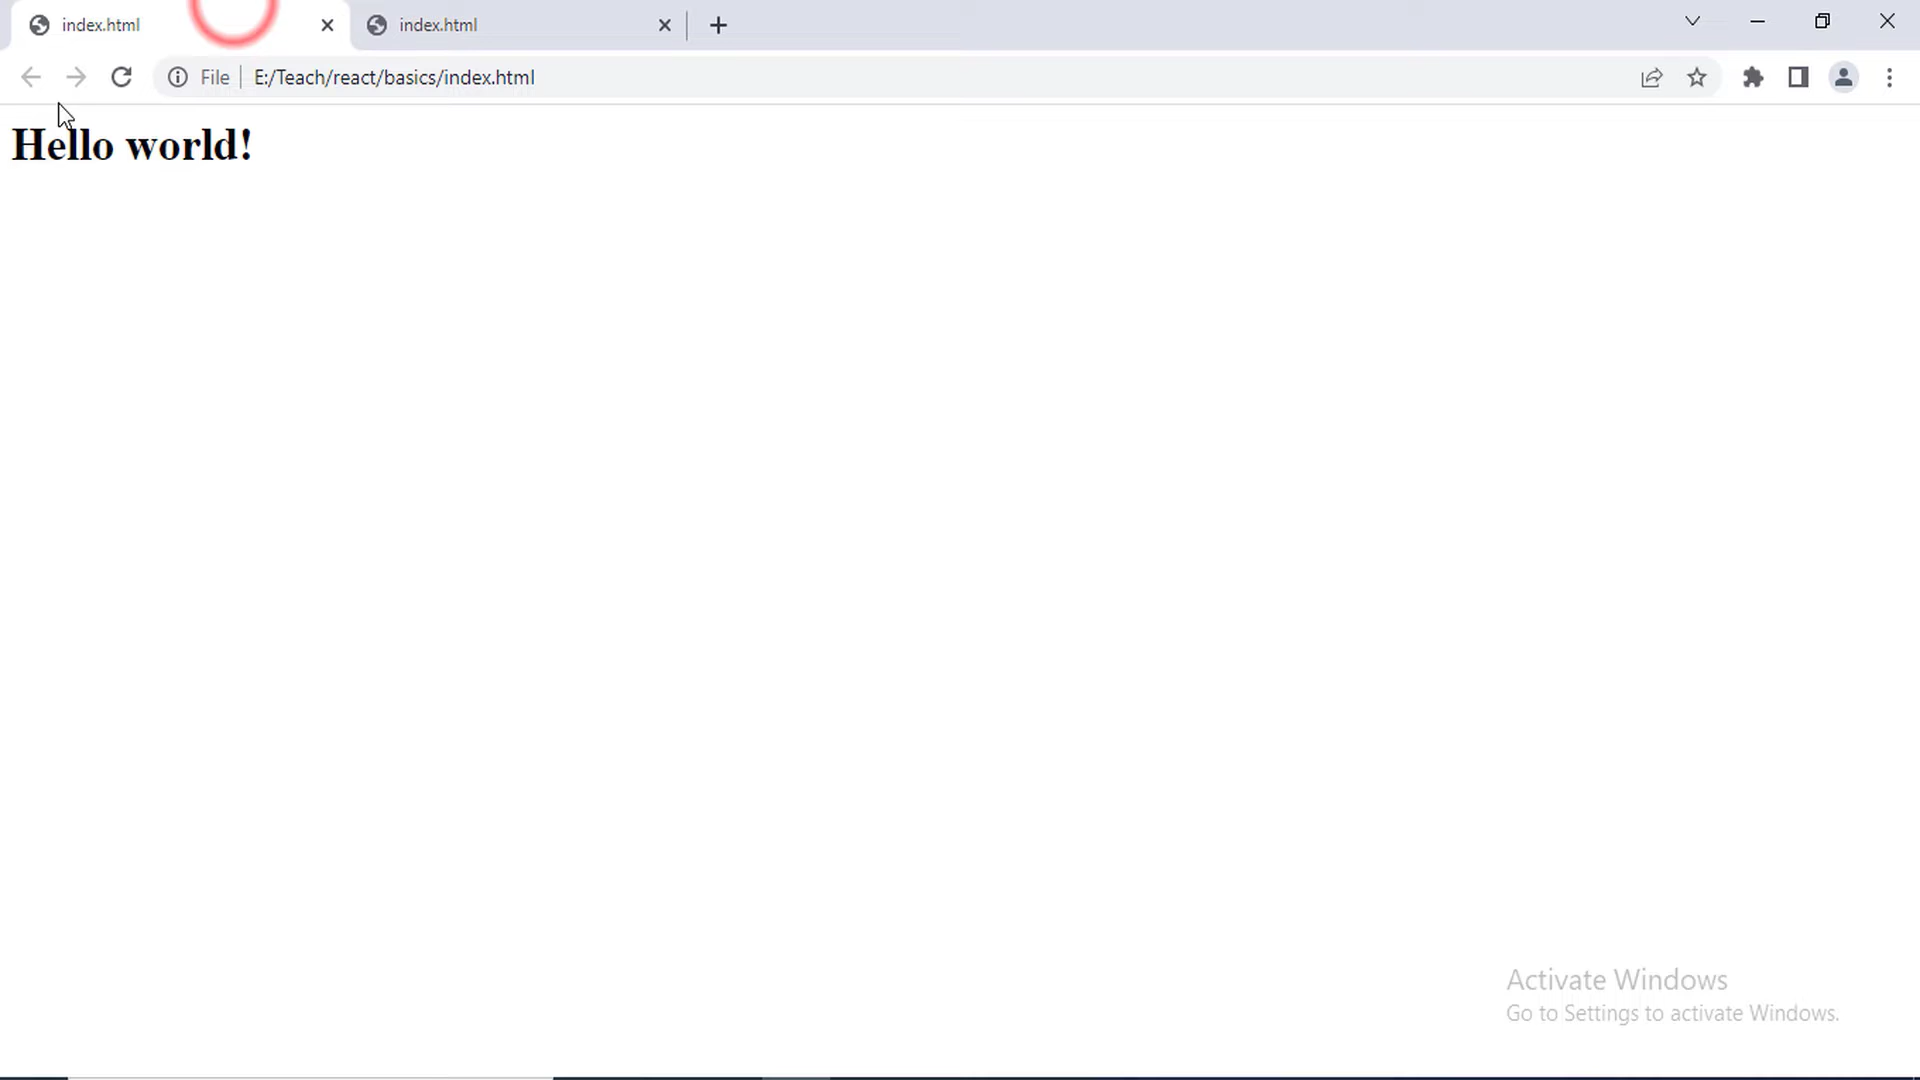 index.html
index.html
File
E:/Teach/react/basics/index.html
Hello world!
Activate Windows
Go to Settings to activate Windows.